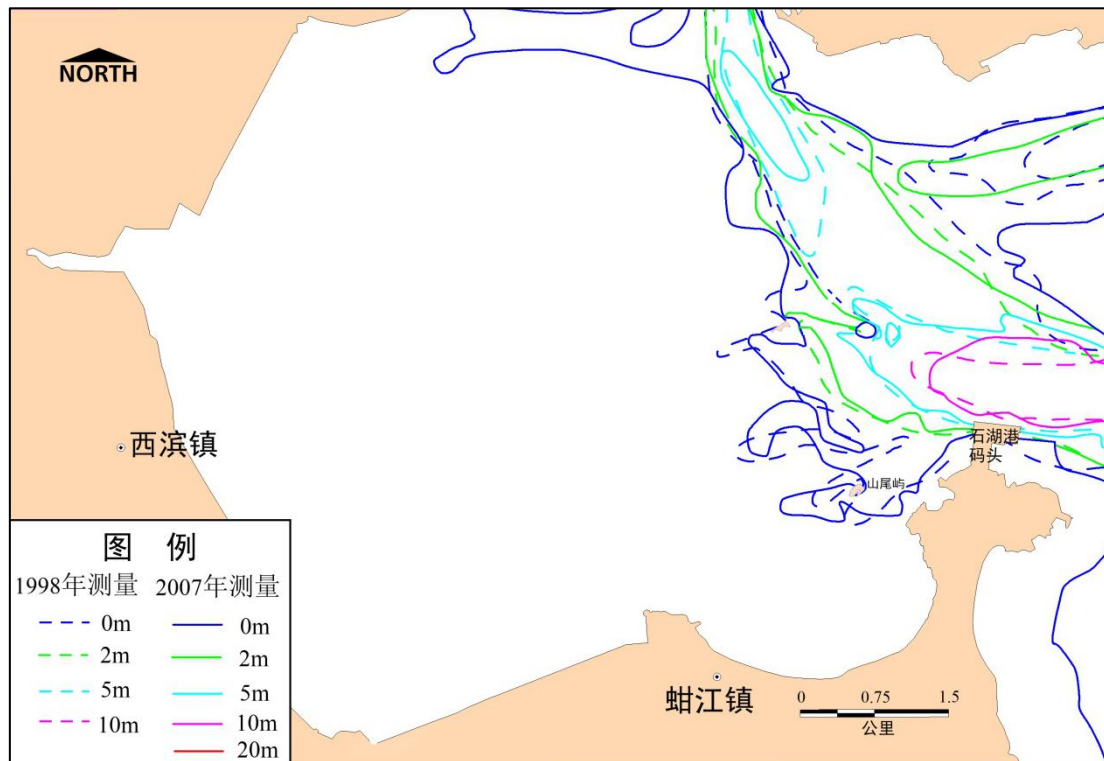 NORTH
西滨镇
石湖港
码头
山尾屿
图 例
1998年测量 2007年测量
0m 0m
2m 2m
5m 5m
10m 10m
20m
蚶江镇
0 0.75 1.5
公里